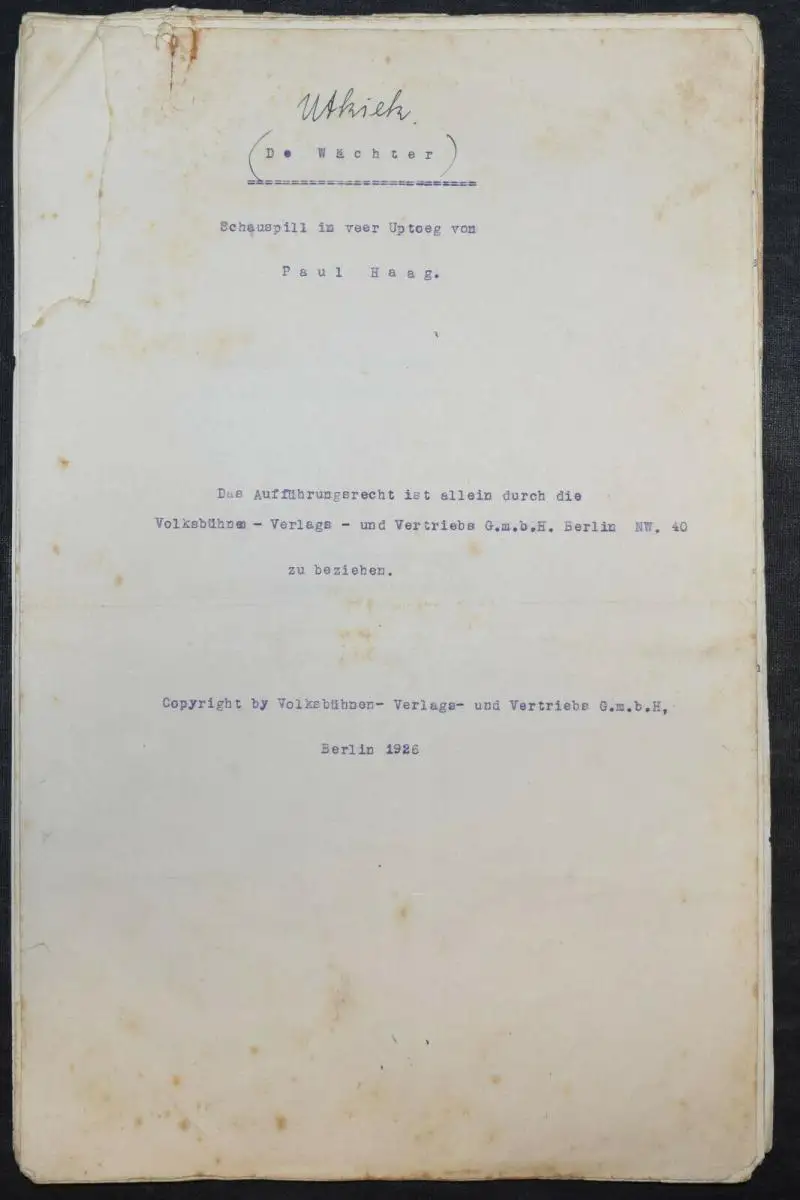 Utkiek.
(De Wächter)
==========================
Schauspill in veer Uptoeg von
Paul Haag.
Das Aufführungsrecht ist allein durch die
Volksbühnen - Verlags - und Vertriebs G.m.b.H. Berlin NW. 40
zu beziehen.
Copyright by Volksbühnen- Verlags- und Vertriebs G.m.b.H,
Berlin 1926